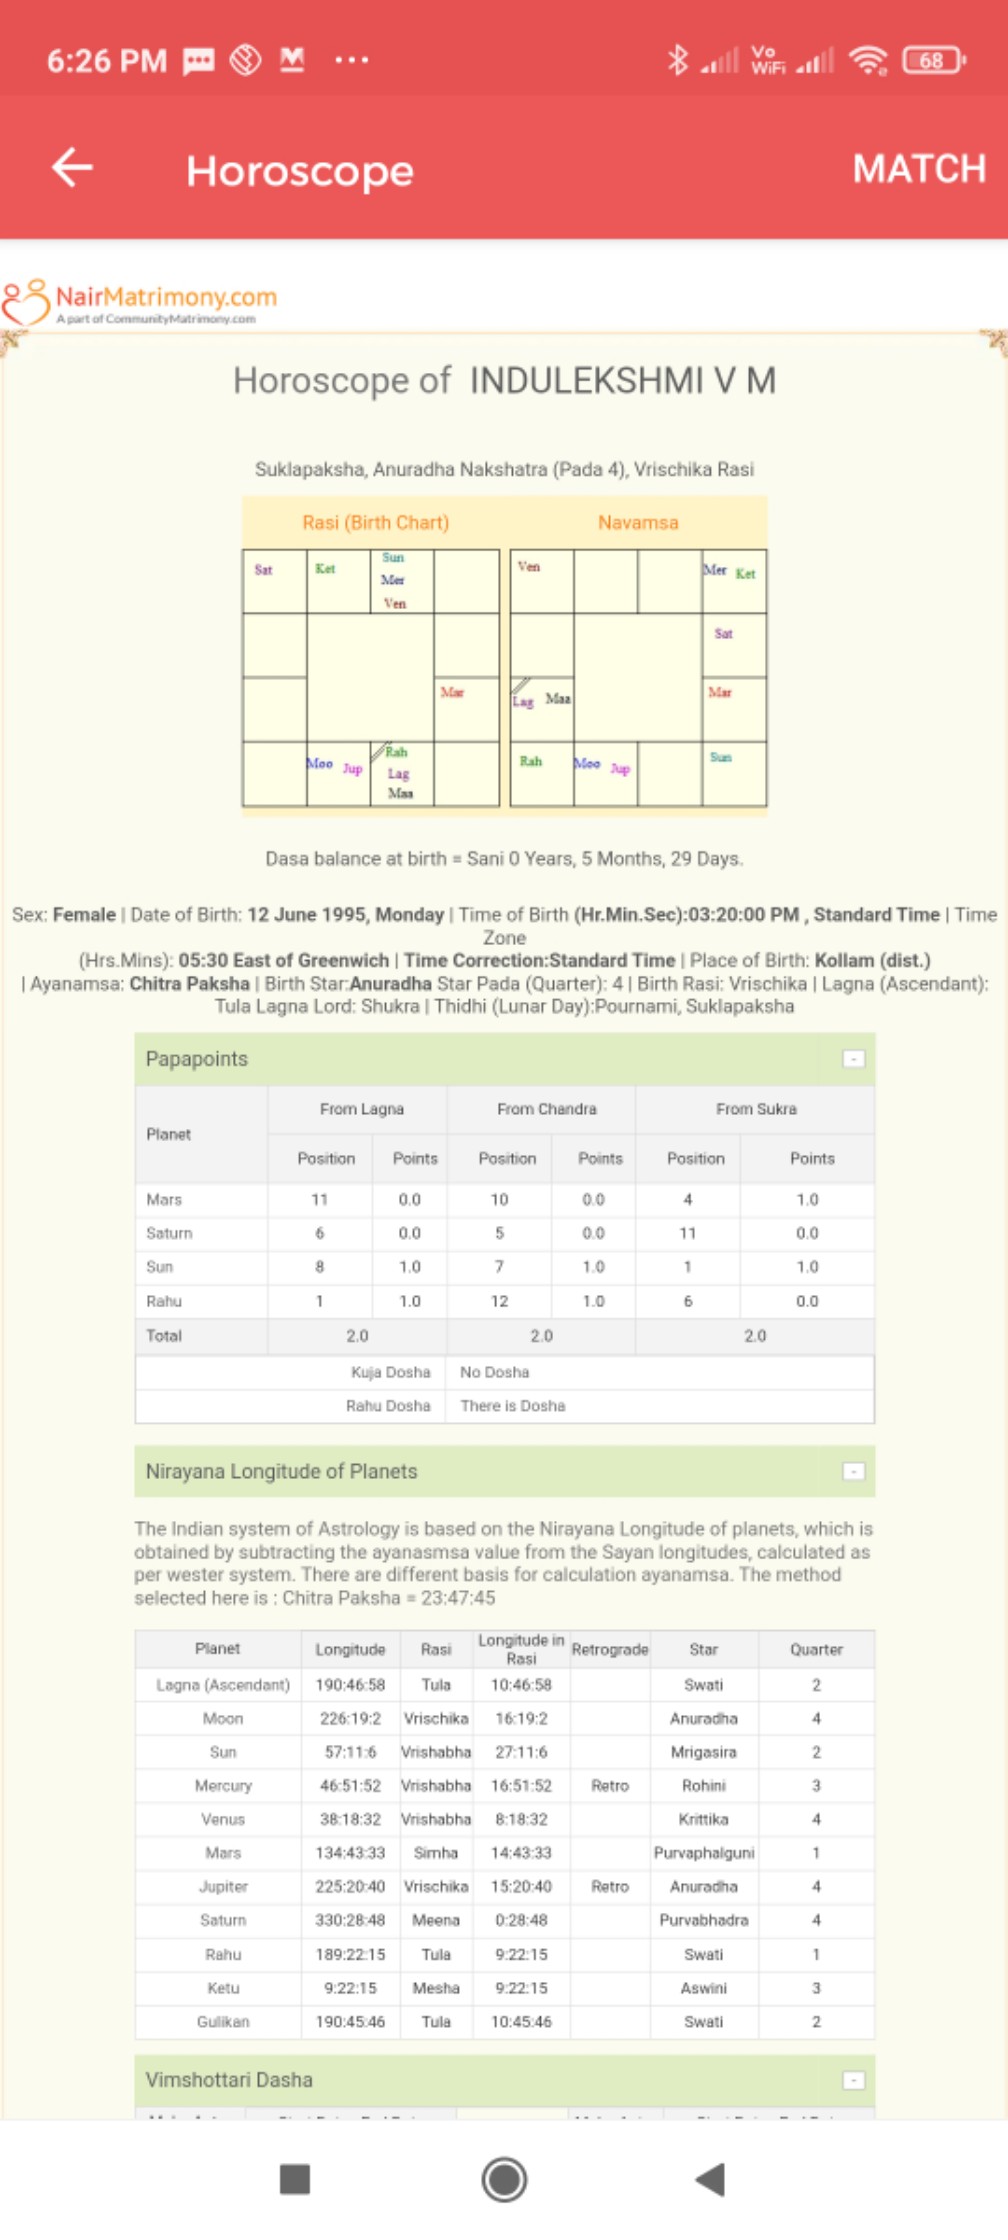 6:26 PM
Vo WiFi
68
Horoscope
MATCH
NairMatrimony.com
A part of CommunityMatrimony.com
Horoscope of INDULEKSHMI V M
Suklapaksha, Anuradha Nakshatra (Pada 4), Vrischika Rasi
Rasi (Birth Chart) Navamsa
Sat Ket Sun Mer Ven
Mar
Moo Jup Rah Lag Maa
Ven Mer Ket
Sat
Lag Maa Mar
Rah Moo Jup Sun
Dasa balance at birth = Sani 0 Years, 5 Months, 29 Days.
Sex: Female | Date of Birth: 12 June 1995, Monday | Time of Birth (Hr.Min.Sec):03:20:00 PM , Standard Time | Time
Zone
(Hrs.Mins): 05:30 East of Greenwich | Time Correction:Standard Time | Place of Birth: Kollam (dist.)
| Ayanamsa: Chitra Paksha | Birth Star:Anuradha Star Pada (Quarter): 4 | Birth Rasi: Vrischika | Lagna (Ascendant):
Tula Lagna Lord: Shukra | Thidhi (Lunar Day):Pournami, Suklapaksha
Papapoints -
Planet From Lagna From Chandra From Sukra
Position Points Position Points Position Points
Mars 11 0.0 10 0.0 4 1.0
Saturn 6 0.0 5 0.0 11 0.0
Sun 8 1.0 7 1.0 1 1.0
Rahu 1 1.0 12 1.0 6 0.0
Total 2.0 2.0 2.0
Kuja Dosha No Dosha
Rahu Dosha There is Dosha
Nirayana Longitude of Planets -
The Indian system of Astrology is based on the Nirayana Longitude of planets, which is
obtained by subtracting the ayanasmsa value from the Sayan longitudes, calculated as
per wester system. There are different basis for calculation ayanamsa. The method
selected here is : Chitra Paksha = 23:47:45
Planet Longitude Rasi Longitude in Rasi Retrograde Star Quarter
Lagna (Ascendant) 190:46:58 Tula 10:46:58 Swati 2
Moon 226:19:2 Vrischika 16:19:2 Anuradha 4
Sun 57:11:6 Vrishabha 27:11:6 Mrigasira 2
Mercury 46:51:52 Vrishabha 16:51:52 Retro Rohini 3
Venus 38:18:32 Vrishabha 8:18:32 Krittika 4
Mars 134:43:33 Simha 14:43:33 Purvaphalguni 1
Jupiter 225:20:40 Vrischika 15:20:40 Retro Anuradha 4
Saturn 330:28:48 Meena 0:28:48 Purvabhadra 4
Rahu 189:22:15 Tula 9:22:15 Swati 1
Ketu 9:22:15 Mesha 9:22:15 Aswini 3
Gulikan 190:45:46 Tula 10:45:46 Swati 2
Vimshottari Dasha -